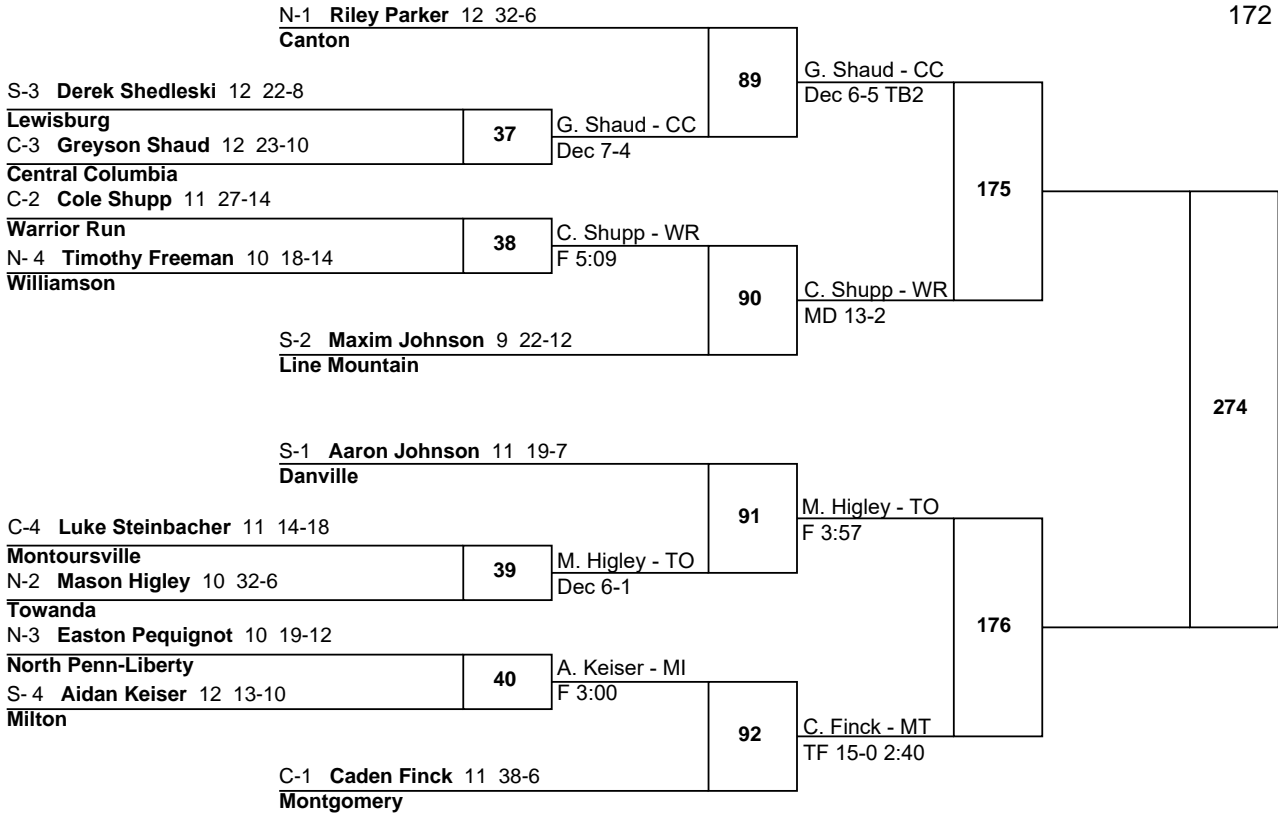 N-1 Riley Parker 12 32-6
172
Canton
89
G. Shaud - CC
Dec 6-5 TB2
S-3 Derek Shedleski 12 22-8
Lewisburg
37
G. Shaud - CC
Dec 7-4
C-3 Greyson Shaud 12 23-10
Central Columbia
175
C-2 Cole Shupp 11 27-14
Warrior Run
38
C. Shupp - WR
F 5:09
N- 4 Timothy Freeman 10 18-14
Williamson
90
C. Shupp - WR
MD 13-2
S-2 Maxim Johnson 9 22-12
Line Mountain
274
S-1 Aaron Johnson 11 19-7
Danville
91
M. Higley - TO
F 3:57
C-4 Luke Steinbacher 11 14-18
Montoursville
39
M. Higley - TO
Dec 6-1
N-2 Mason Higley 10 32-6
Towanda
176
N-3 Easton Pequignot 10 19-12
North Penn-Liberty
40
A. Keiser - MI
F 3:00
S- 4 Aidan Keiser 12 13-10
Milton
92
C. Finck - MT
TF 15-0 2:40
C-1 Caden Finck 11 38-6
Montgomery